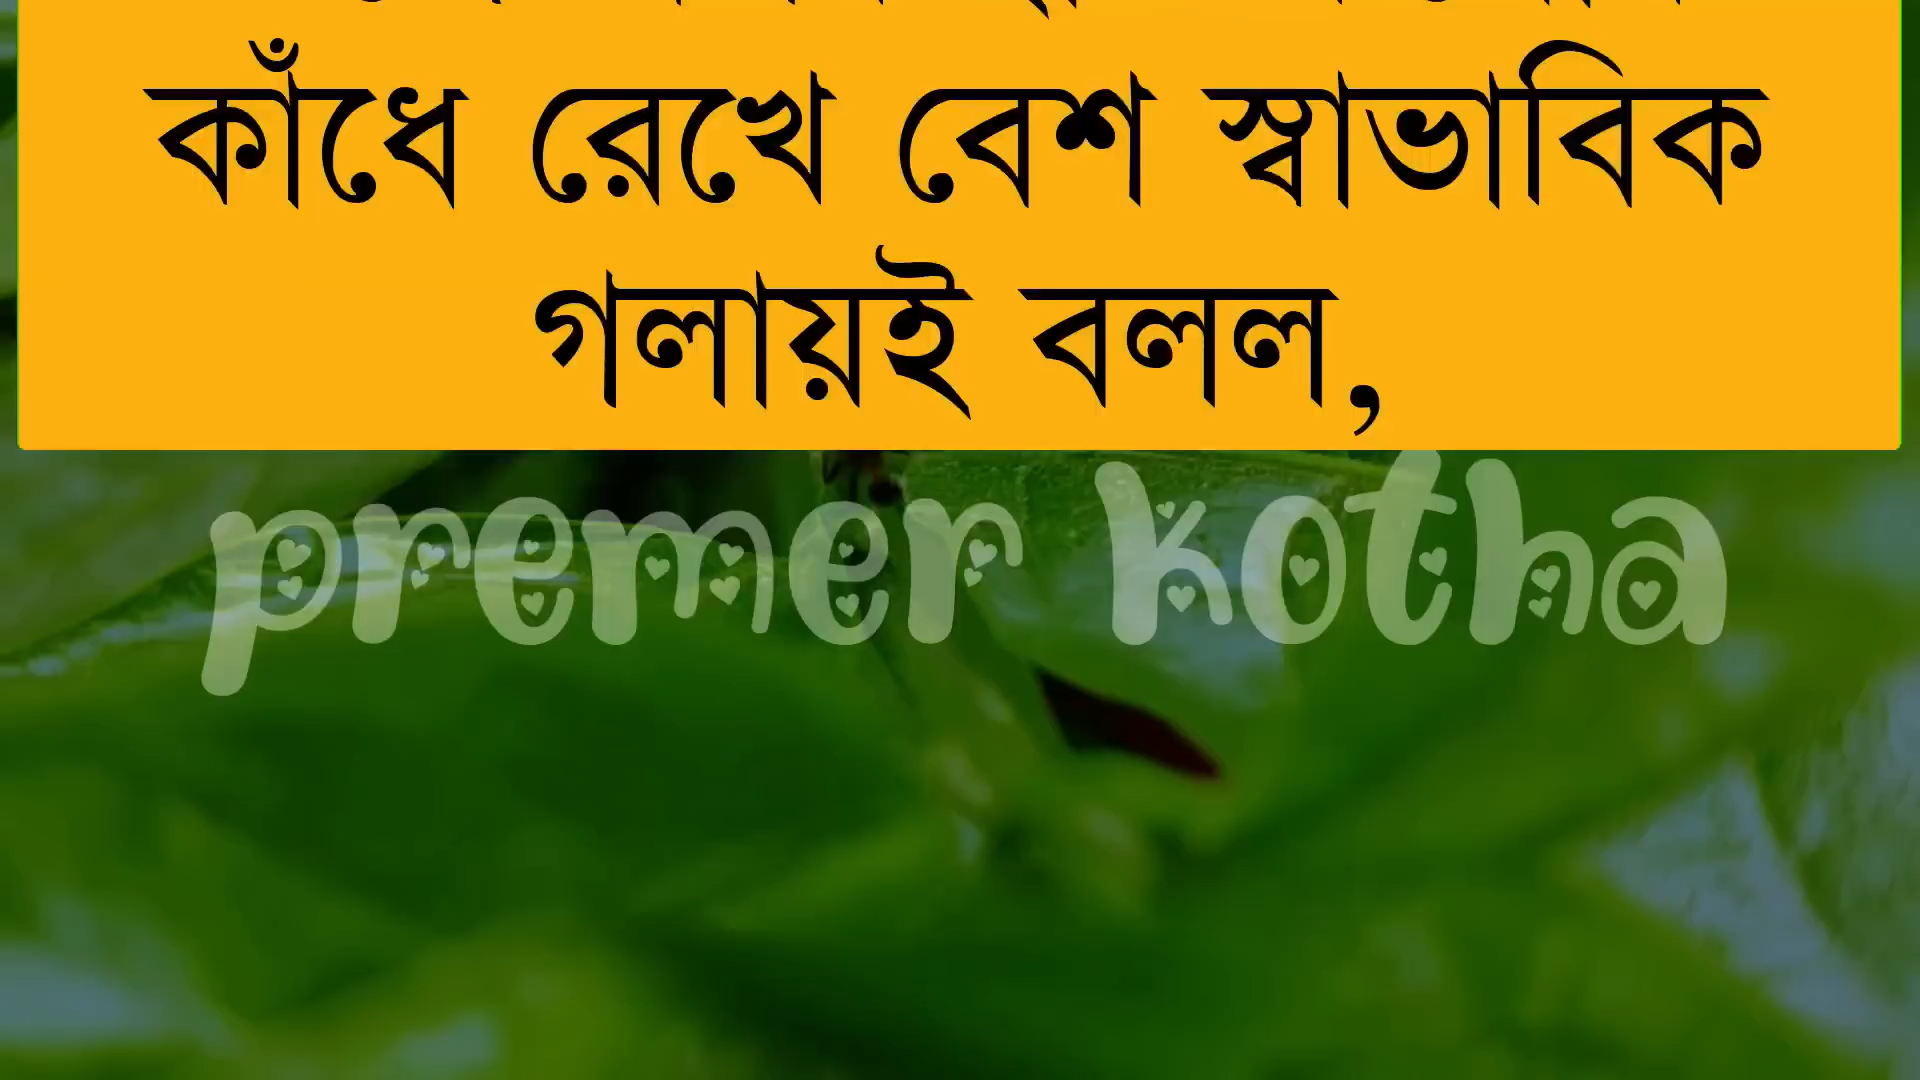 কাঁধে রেখে বেশ স্বাভাবিক
গলায়ই বলল,
premer kotha